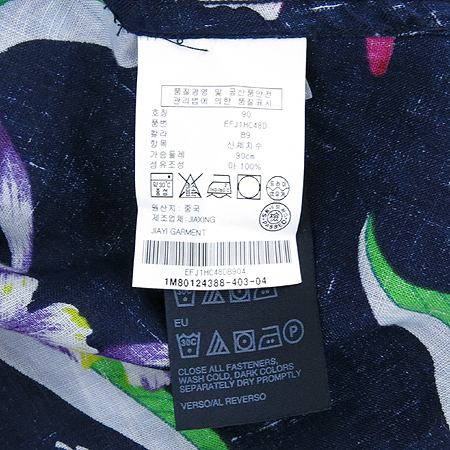 품질경영 및 공산품안전
관리법에 의한 품질표시
호칭 90
품번 EFJ1HC48D
칼라 B9
항목 신체치수
가슴둘레 90cm
섬유조성 마 100%
원산지: 중국
제조업체: JIAXING
JIAYI GARMENT
EFJ1HC48DB904
1M80124388-403-04
EU
30C
P
CLOSE ALL FASTENERS,
WASH COLD, DARK COLORS
SEPARATELY DRY PROMPTLY
VERSO/AL REVERSO